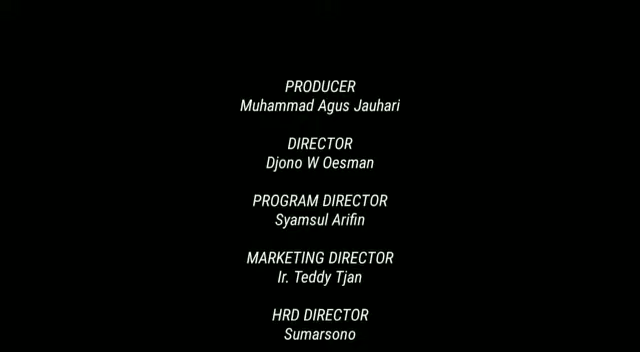 PRODUCER
Muhammad Agus Jauhari
DIRECTOR
Djono W Oesman
PROGRAM DIRECTOR
Syamsul Arifin
MARKETING DIRECTOR
Ir. Teddy Tjan
HRD DIRECTOR
Sumarsono